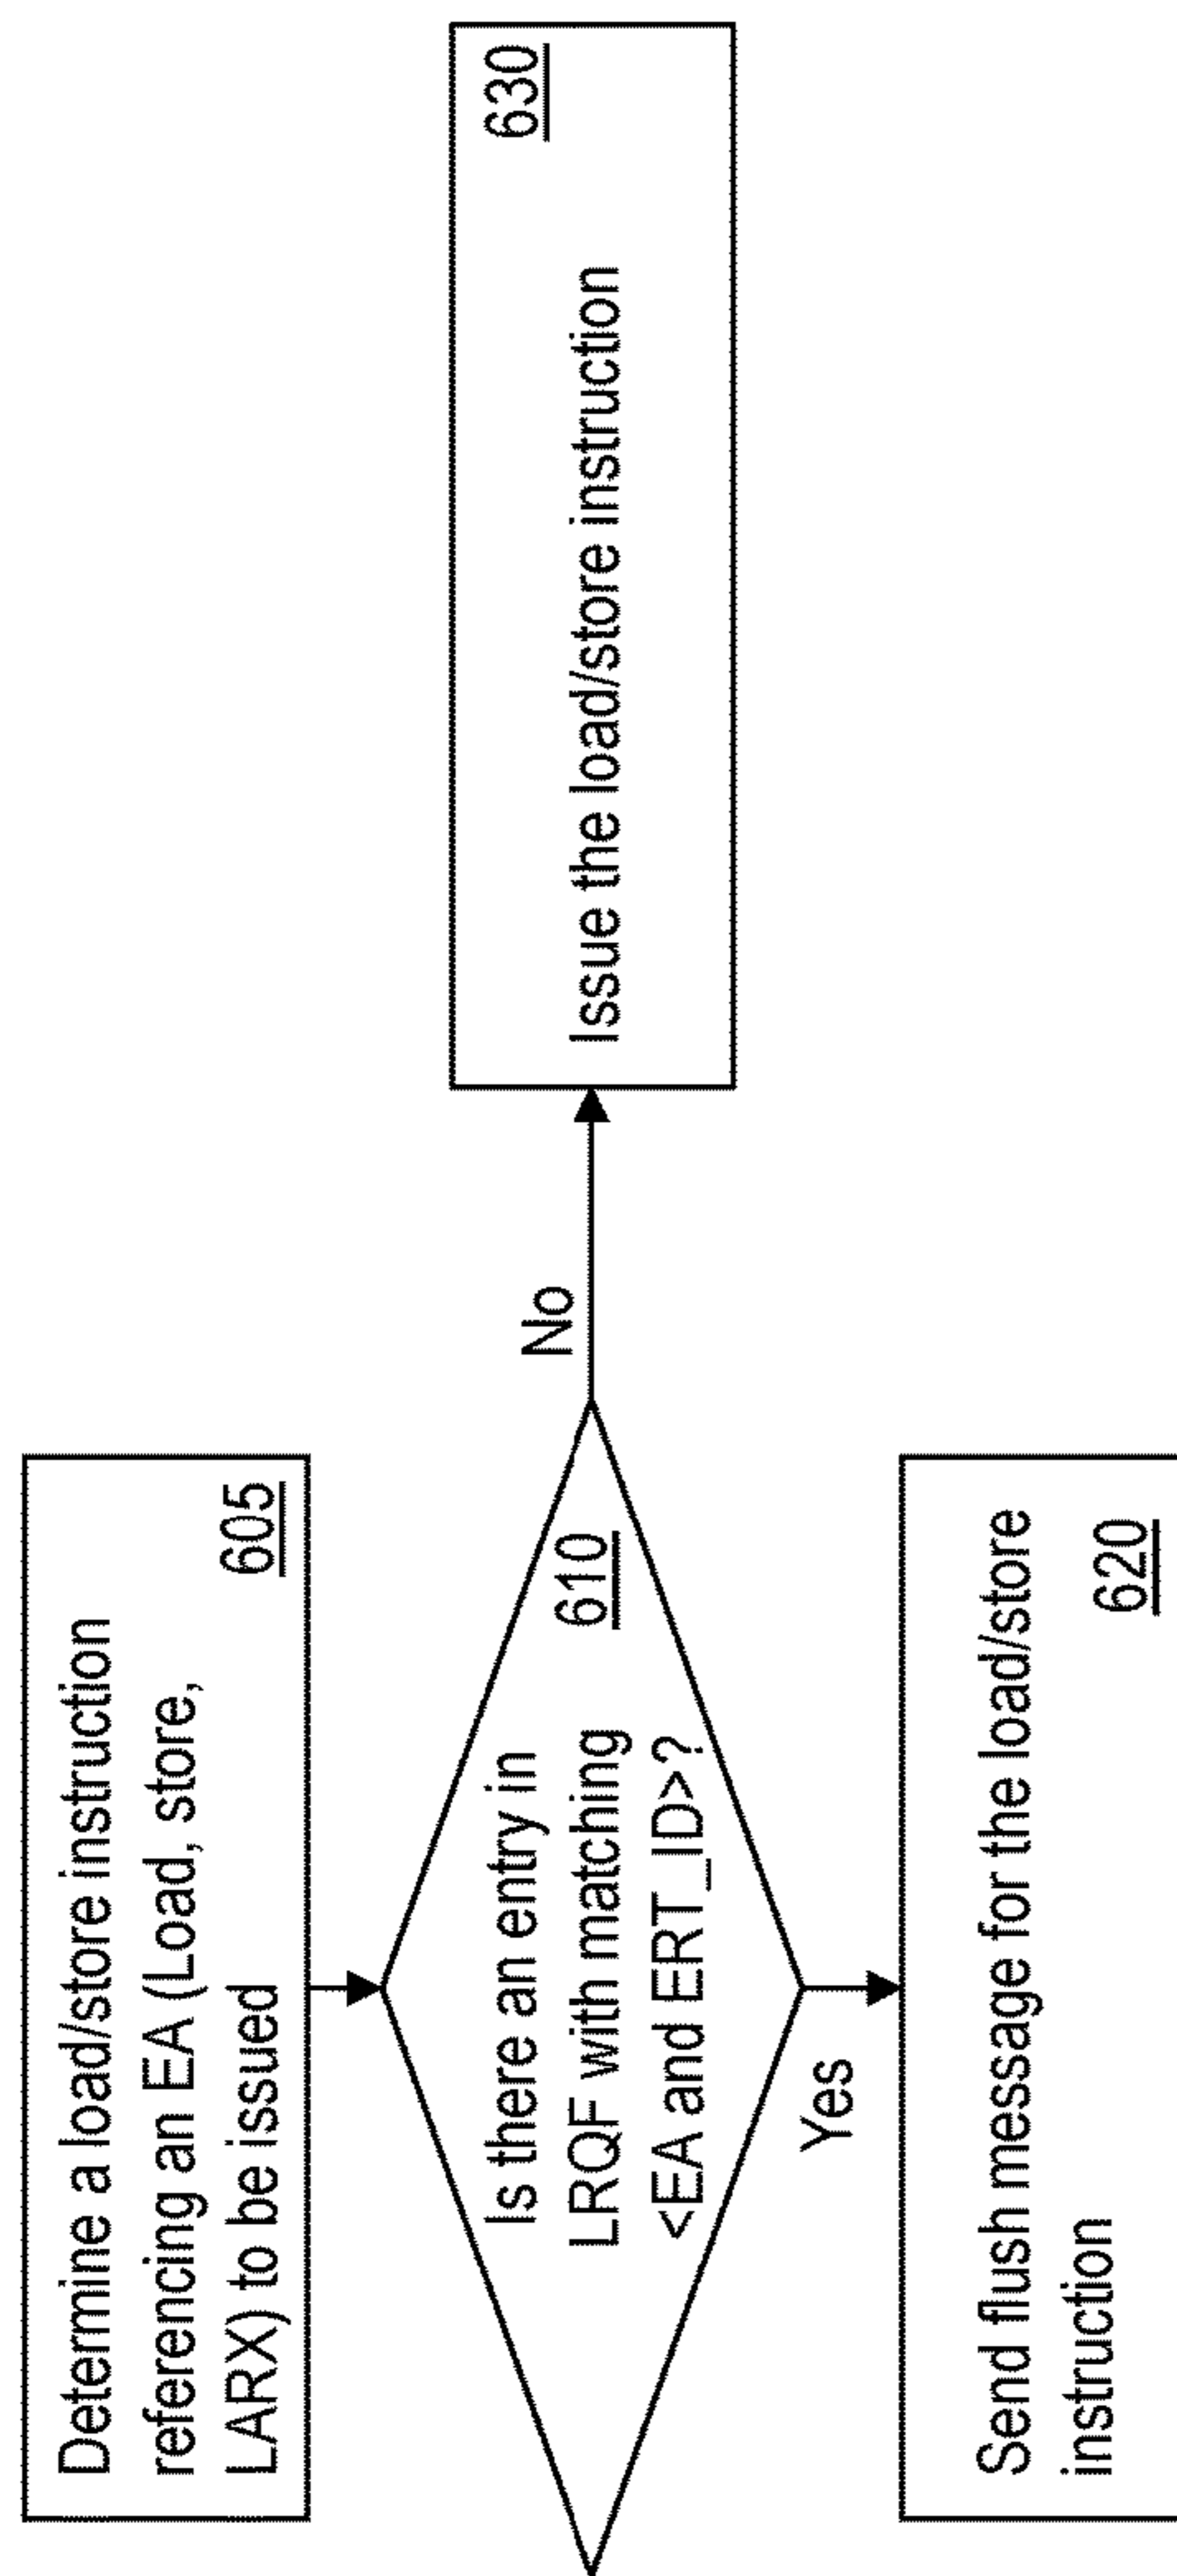 Determine a load/store instruction
referencing an EA (Load, store,
LARX) to be issued
605
Is there an entry in
LRQF with matching
<EA and ERT_ID>?
610
No
Issue the load/store instruction
630
Yes
Send flush message for the load/store
instruction
620